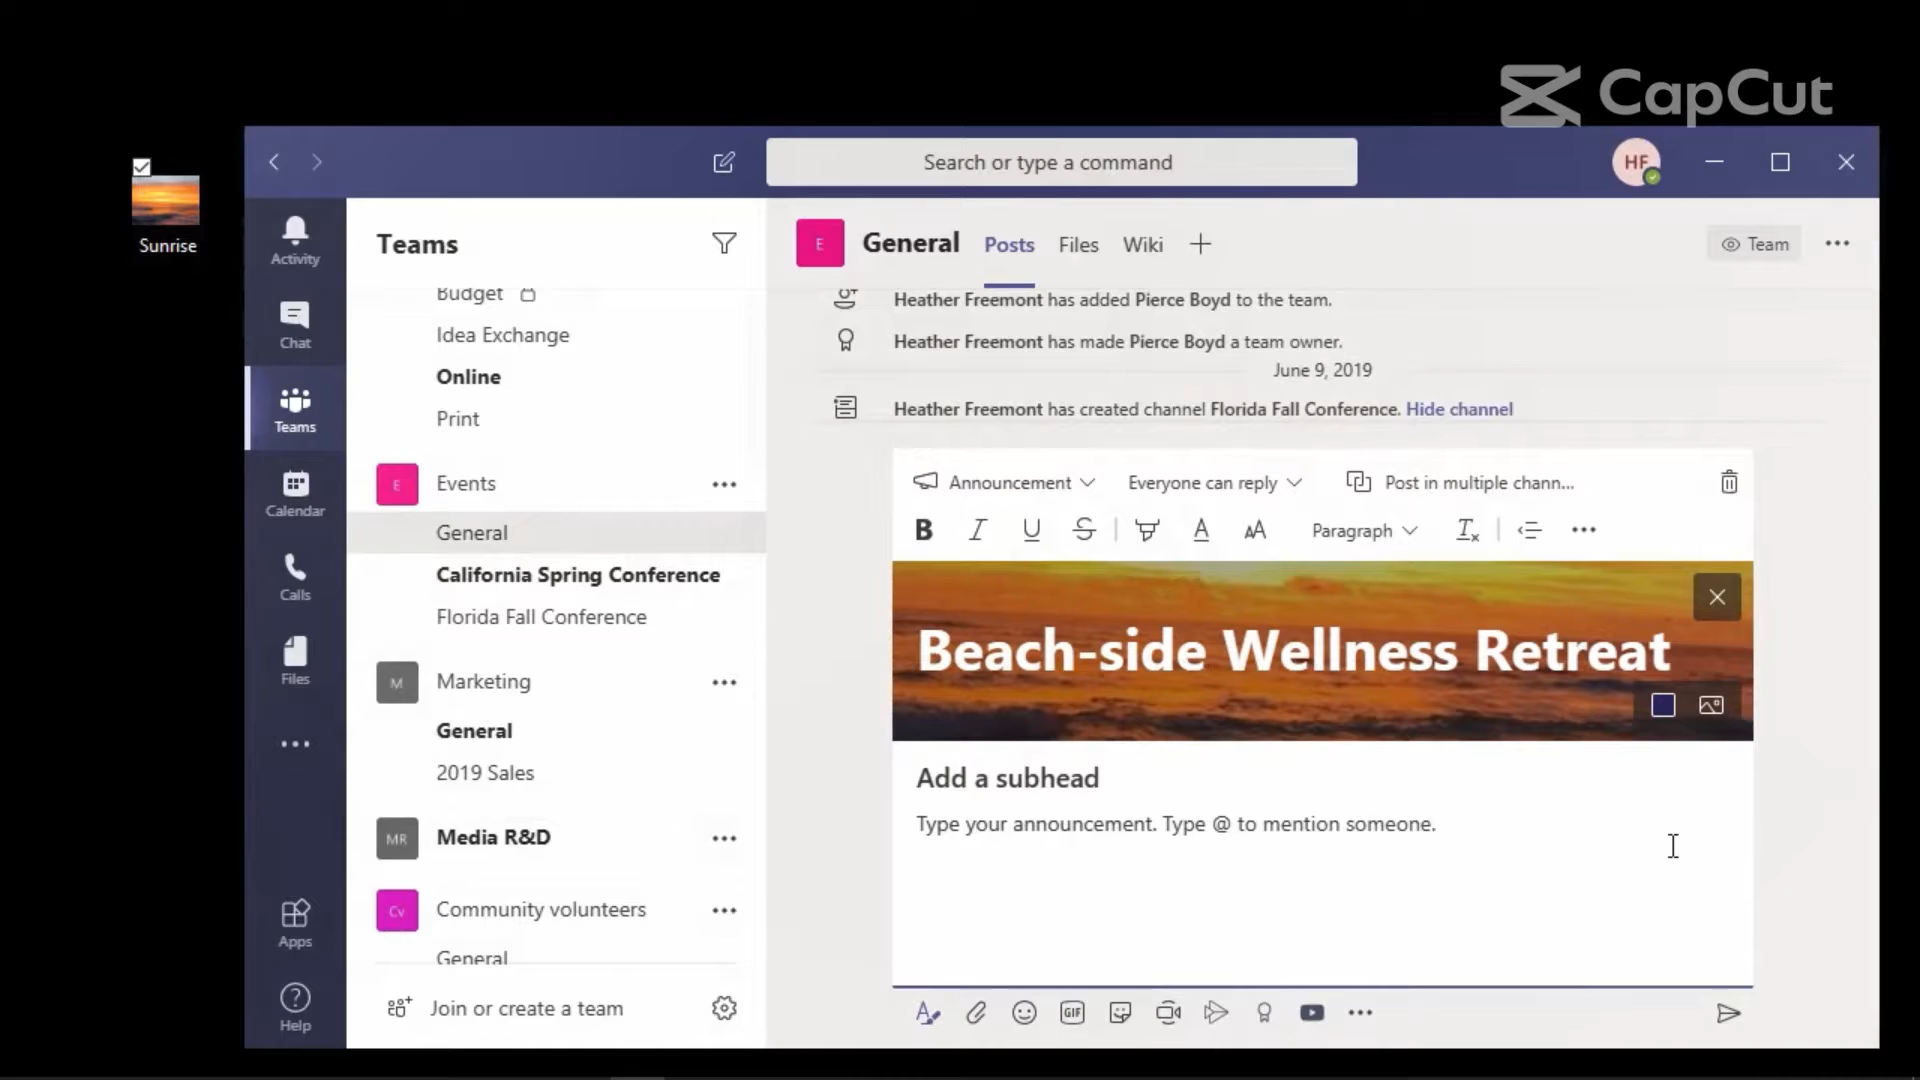 CapCut
Sunrise
Search or type a command
HF
Activity
Chat
Teams
Calendar
Calls
Files
Apps
Help
Teams
Budget
Idea Exchange
Online
Print
E Events
General
California Spring Conference
Florida Fall Conference
M Marketing
General
2019 Sales
MR Media R&D
Cv Community volunteers
General
Join or create a team
E General Posts Files Wiki
Team
Heather Freemont has added Pierce Boyd to the team.
Heather Freemont has made Pierce Boyd a team owner.
June 9, 2019
Heather Freemont has created channel Florida Fall Conference. Hide channel
Announcement Everyone can reply Post in multiple chann...
B I U S A AA Paragraph Tx
Beach-side Wellness Retreat
Add a subhead
Type your announcement. Type @ to mention someone.
GIF